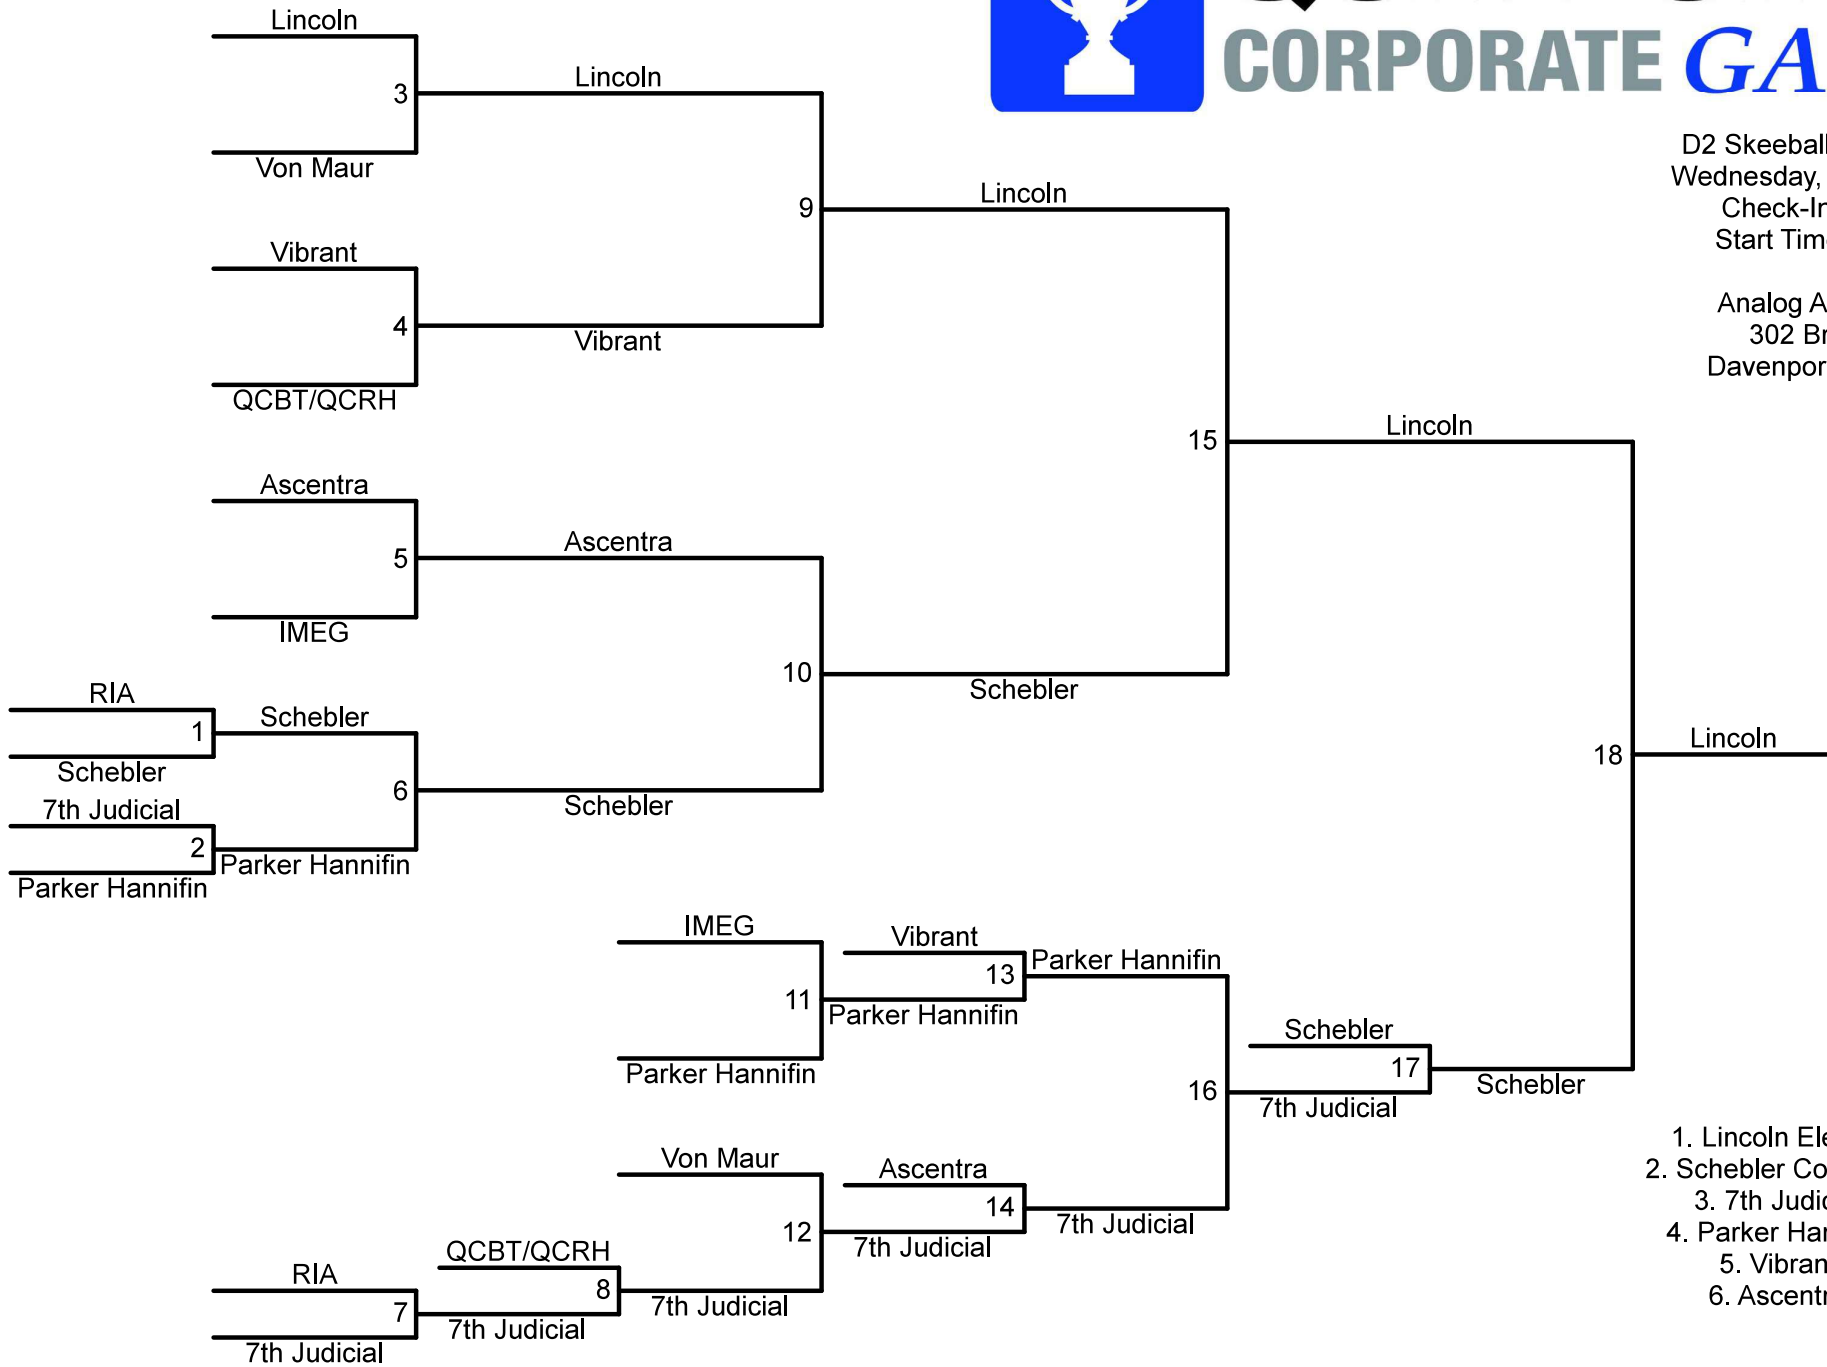 CORPORATE GA
D2 Skeeball
Wednesday,
Check-In
Start Time
Analog A
302 Br
Davenpor
Lincoln
3
Lincoln
Von Maur
9
Lincoln
Vibrant
4
Vibrant
QCBT/QCRH
15
Lincoln
Ascentra
5
Ascentra
IMEG
10
Schebler
RIA
1
Schebler
Schebler
7th Judicial
6
Schebler
2
Parker Hannifin
Parker Hannifin
18
Lincoln
IMEG
11
Vibrant
13
Parker Hannifin
Parker Hannifin
Parker Hannifin
16
Schebler
17
Schebler
7th Judicial
Von Maur
12
Ascentra
14
7th Judicial
7th Judicial
QCBT/QCRH
8
7th Judicial
RIA
7
7th Judicial
7th Judicial
1. Lincoln Ele
2. Schebler Co
3. 7th Judic
4. Parker Han
5. Vibran
6. Ascentr